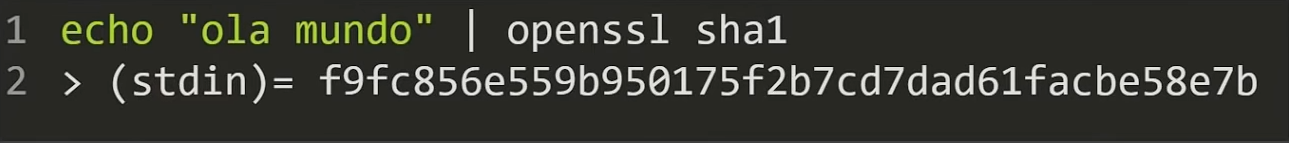 1 echo "ola mundo" | openssl sha1
2 > (stdin)= f9fc856e559b950175f2b7cd7dad61facbe58e7b